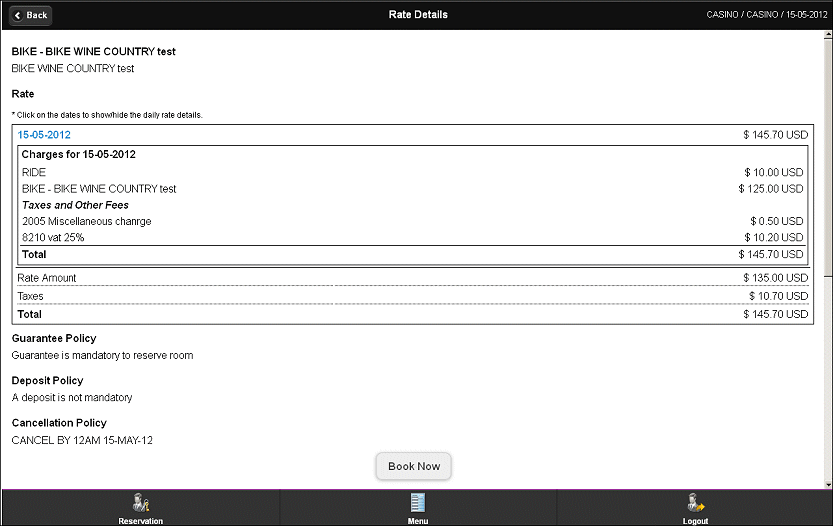 Back Rate Details CASINO / CASINO / 15-05-2012
BIKE - BIKE WINE COUNTRY test
BIKE WINE COUNTRY test
Rate
* Click on the dates to show/hide the daily rate details.
15-05-2012 $ 145.70 USD
Charges for 15-05-2012
RIDE $ 10.00 USD
BIKE - BIKE WINE COUNTRY test $ 125.00 USD
Taxes and Other Fees
2005 Miscellaneous chanrge $ 0.50 USD
8210 vat 25% $ 10.20 USD
Total $ 145.70 USD
Rate Amount $ 135.00 USD
Taxes $ 10.70 USD
Total $ 145.70 USD
Guarantee Policy
Guarantee is mandatory to reserve room
Deposit Policy
A deposit is not mandatory
Cancellation Policy
CANCEL BY 12AM 15-MAY-12
Book Now
Reservation Menu Logout